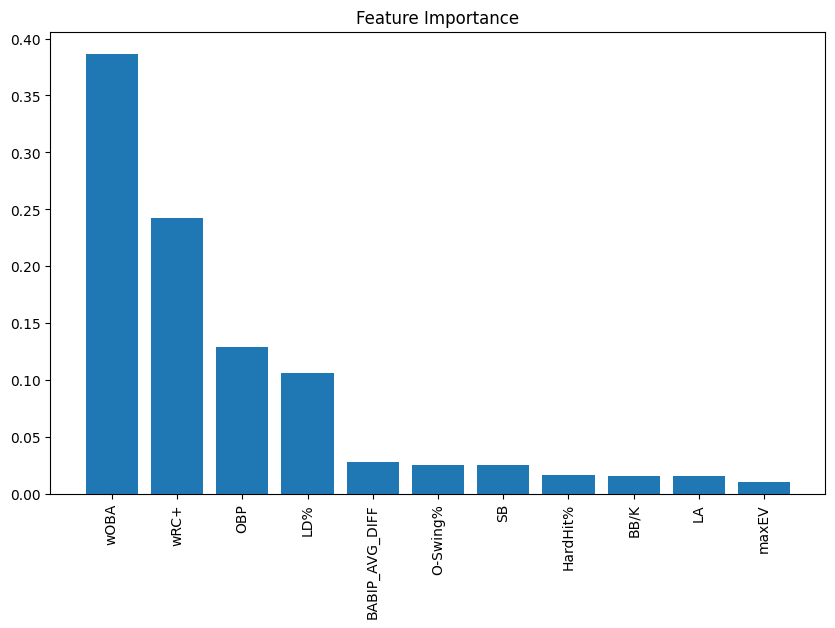 Feature Importance
0.40
0.35
0.30
0.25
0.20
0.15
0.10
0.05
0.00
wOBA
wRC+
OBP
LD%
BABIP_AVG_DIFF
O-Swing%
SB
HardHit%
BB/K
LA
maxEV